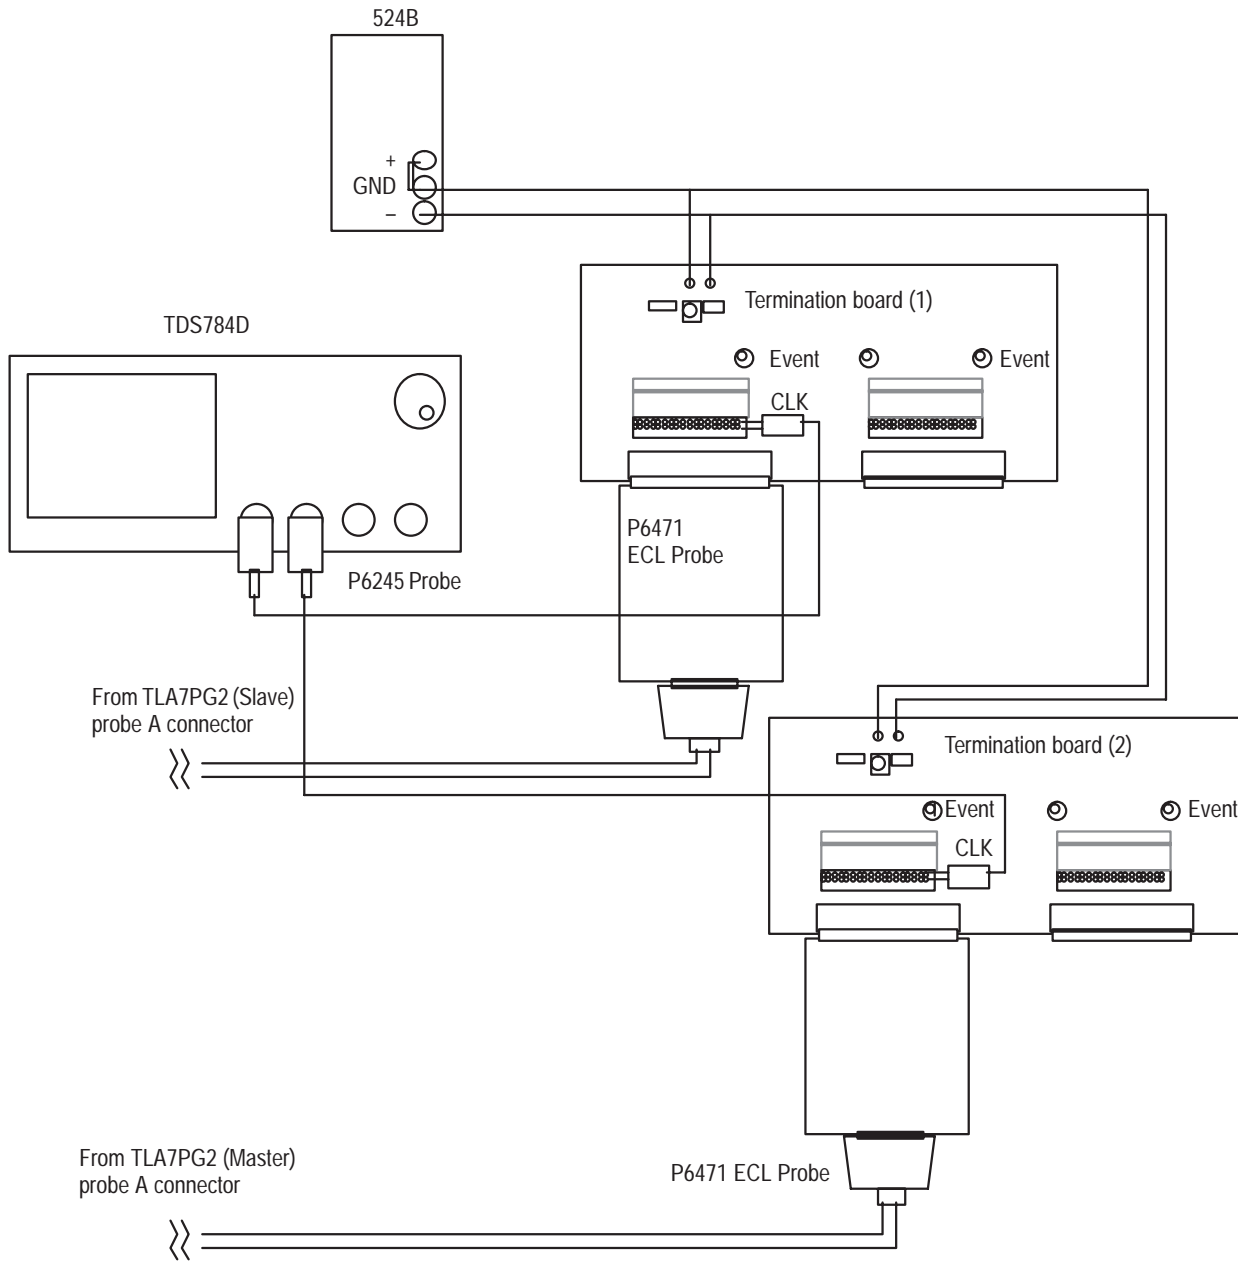 524B
+
GND
–
Termination board (1)
TDS784D
Event
Event
CLK
P6471
ECL Probe
P6245 Probe
From TLA7PG2 (Slave)
probe A connector
Termination board (2)
Event
Event
CLK
From TLA7PG2 (Master)
probe A connector
P6471 ECL Probe